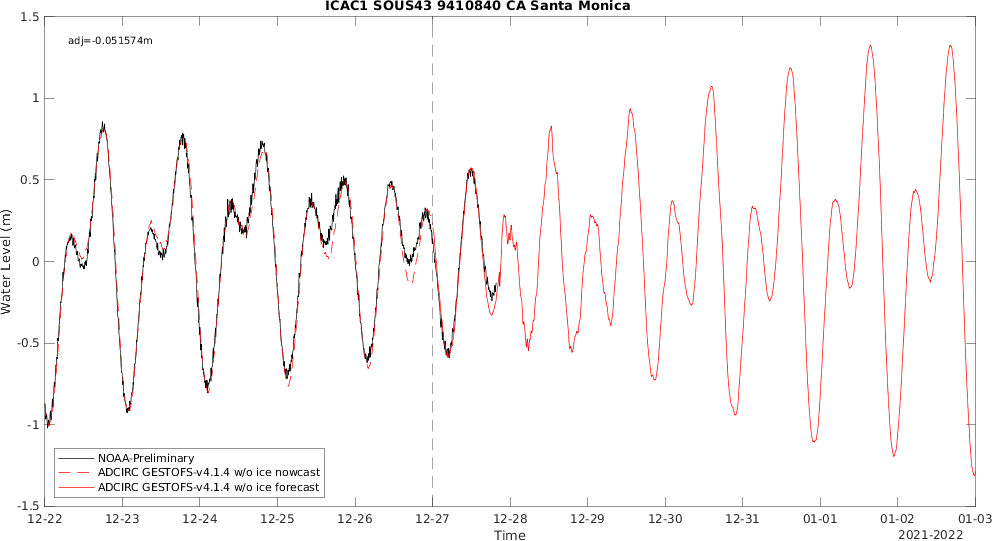 ICAC1 SOUS43 9410840 CA Santa Monica
1.5
adj=-0.051574m
1
0.5
0
-0.5
-1
-1.5
Water Level (m)
NOAA-Preliminary
ADCIRC GESTOFS-v4.1.4 w/o ice nowcast
ADCIRC GESTOFS-v4.1.4 w/o ice forecast
12-22 12-23 12-24 12-25 12-26 12-27 12-28 12-29 12-30 12-31 01-01 01-02 01-03
Time
2021-2022